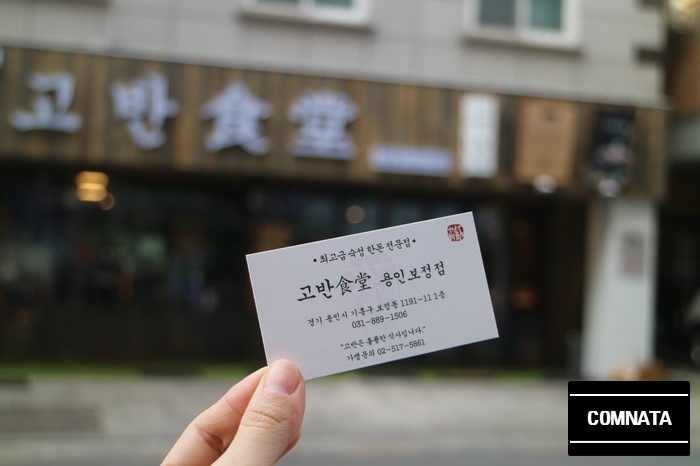 고반食堂
• 최고급 숙성 한돈 전문점 •
고반食堂 용인보정점
경기 용인시 기흥구 보정동 1191-11 1층
031-889-1506
"고반은 훌륭한 식사입니다."
가맹문의 02-517-5861
COMNATA